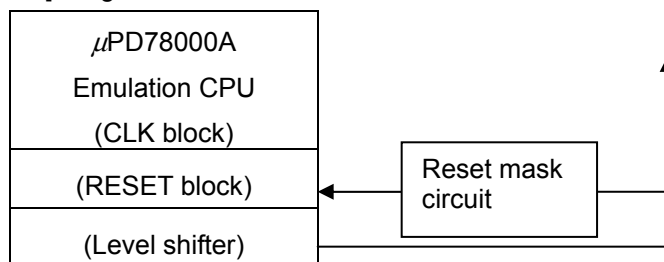 μPD78000A
Emulation CPU
(CLK block)
(RESET block)
(Level shifter)
Reset mask
circuit